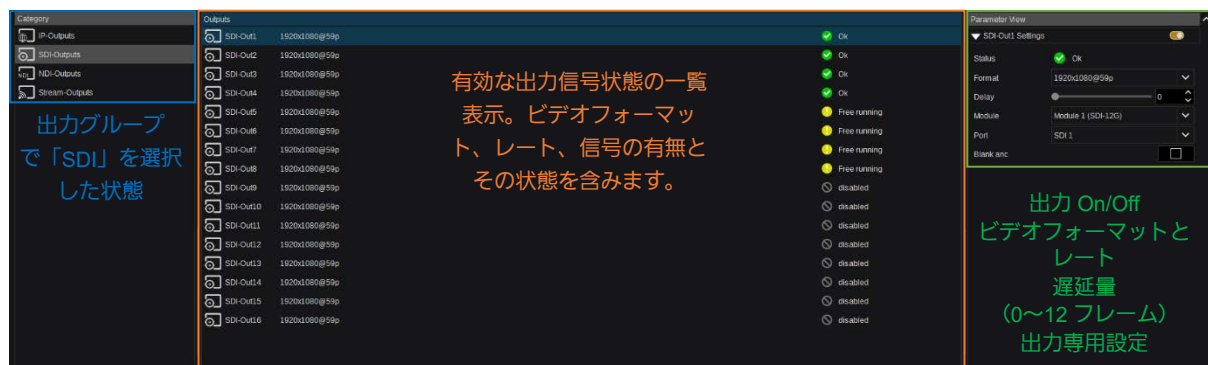 Category
IP-Outputs
SDI-Outputs
NDI-Outputs
Stream-Outputs
出力グループ
で「SDI」を選択
した状態
Outputs
SDI-Out1 1920x1080@59p Ok
SDI-Out2 1920x1080@59p Ok
SDI-Out3 1920x1080@59p Ok
SDI-Out4 1920x1080@59p Ok
SDI-Out5 1920x1080@59p Free running
SDI-Out6 1920x1080@59p Free running
SDI-Out7 1920x1080@59p Free running
SDI-Out8 1920x1080@59p Free running
SDI-Out9 1920x1080@59p disabled
SDI-Out10 1920x1080@59p disabled
SDI-Out11 1920x1080@59p disabled
SDI-Out12 1920x1080@59p disabled
SDI-Out13 1920x1080@59p disabled
SDI-Out14 1920x1080@59p disabled
SDI-Out15 1920x1080@59p disabled
SDI-Out16 1920x1080@59p disabled
有効な出力信号状態の一覧
表示。ビデオフォーマッ
ト、レート、信号の有無と
その状態を含みます。
Parameter View
SDI-Out1 Settings
Status Ok
Format 1920x1080@59p
Delay 0
Module Module 1 (SDI-12G)
Port SDI 1
Blank anc
出力 On/Off
ビデオフォーマットと
レート
遅延量
（0〜12 フレーム）
出力専用設定